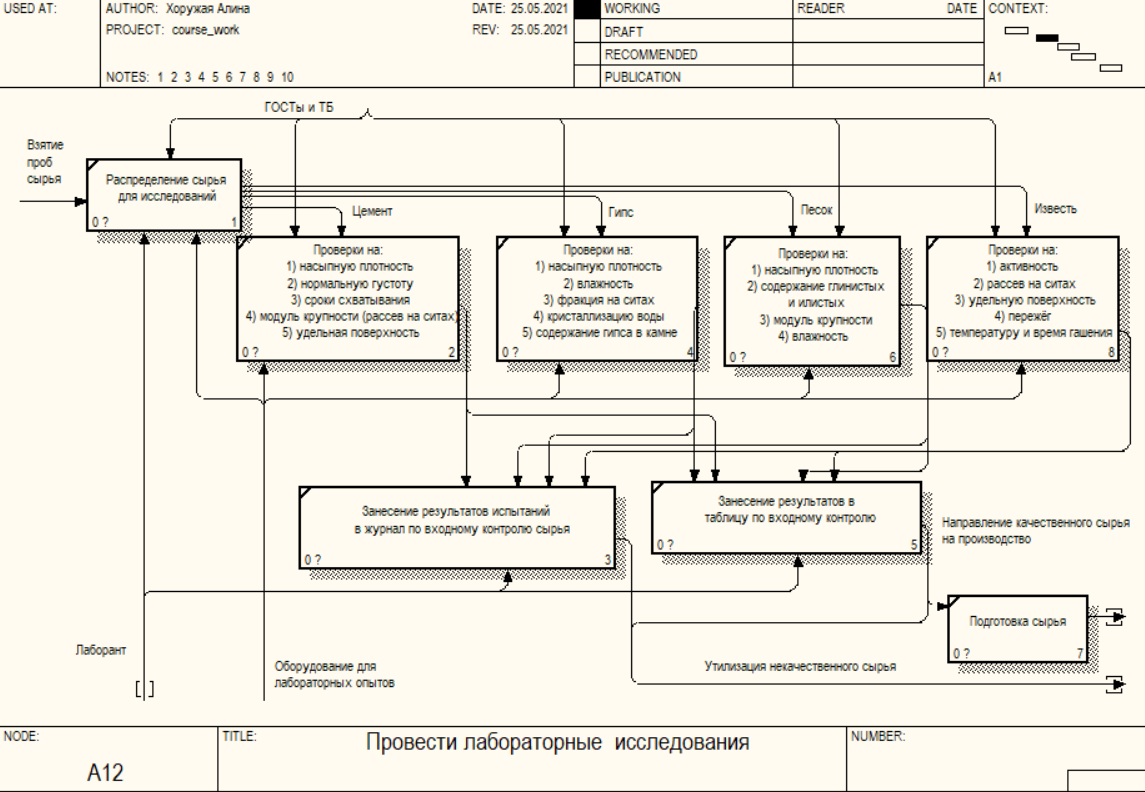 USED AT:
AUTHOR: Хоружая Алина
DATE: 25.05.2021
PROJECT: course_work
REV: 25.05.2021
NOTES: 1 2 3 4 5 6 7 8 9 10
WORKING
DRAFT
RECOMMENDED
PUBLICATION
READER
DATE
CONTEXT:
A1
ГОСТы и ТБ
Взятие
проб
сырья
Распределение сырья
для исследований
0 ?
1
Цемент
Гипс
Песок
Известь
Проверки на:
1) насыпную плотность
2) нормальную густоту
3) сроки схватывания
4) модуль крупности (рассев на ситах)
5) удельная поверхность
0 ?
2
Проверки на:
1) насыпную плотность
2) влажность
3) фракция на ситах
4) кристаллизацию воды
5) содержание гипса в камне
0 ?
4
Проверки на:
1) насыпную плотность
2) содержание глинистых
и илистых
3) модуль крупности
4) влажность
0 ?
6
Проверки на:
1) активность
2) рассев на ситах
3) удельную поверхность
4) пережёг
5) температуру и время гашения
0 ?
8
Занесение результатов испытаний
в журнал по входному контролю сырья
0 ?
3
Занесение результатов в
таблицу по входному контролю
0 ?
5
Направление качественного сырья
на производство
Подготовка сырья
0 ?
7
Лаборант
Оборудование для
лабораторных опытов
Утилизация некачественного сырья
NODE:
A12
TITLE:
Провести лабораторные исследования
NUMBER: